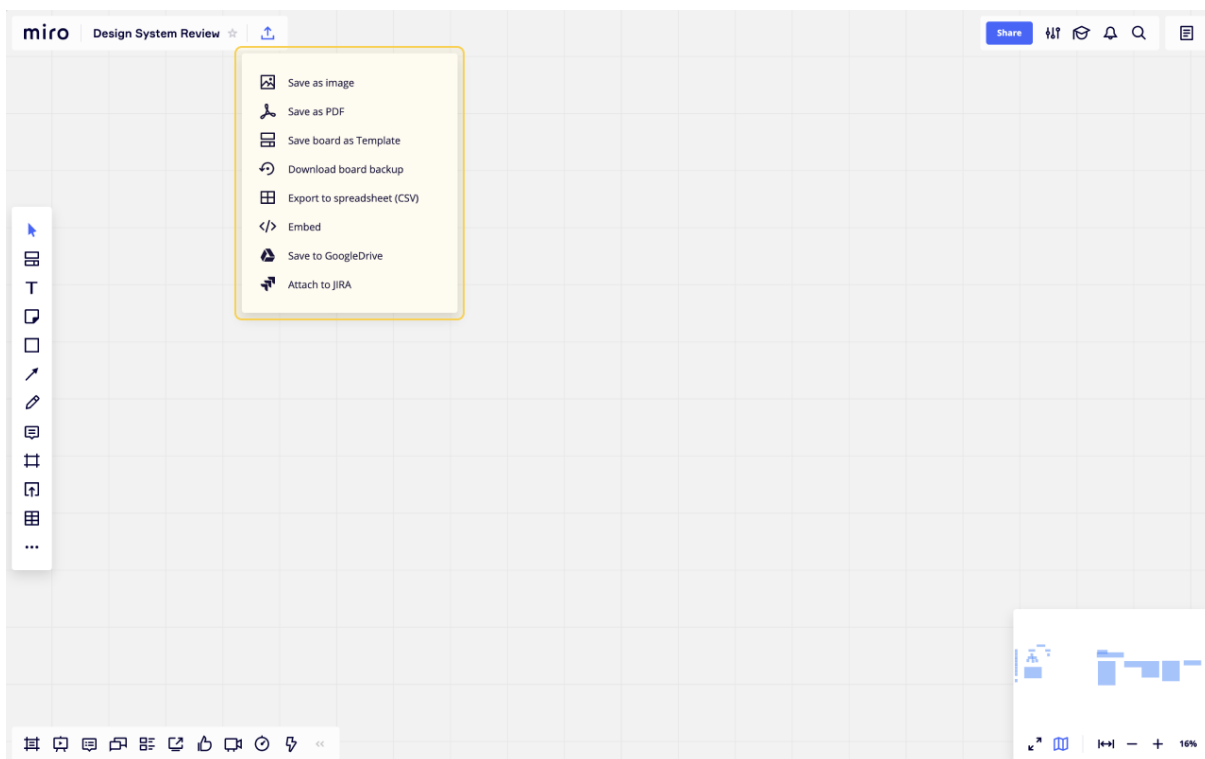 miro
Design System Review
Share
Save as image
Save as PDF
Save board as Template
Download board backup
Export to spreadsheet (CSV)
Embed
Save to GoogleDrive
Attach to JIRA
T
16%